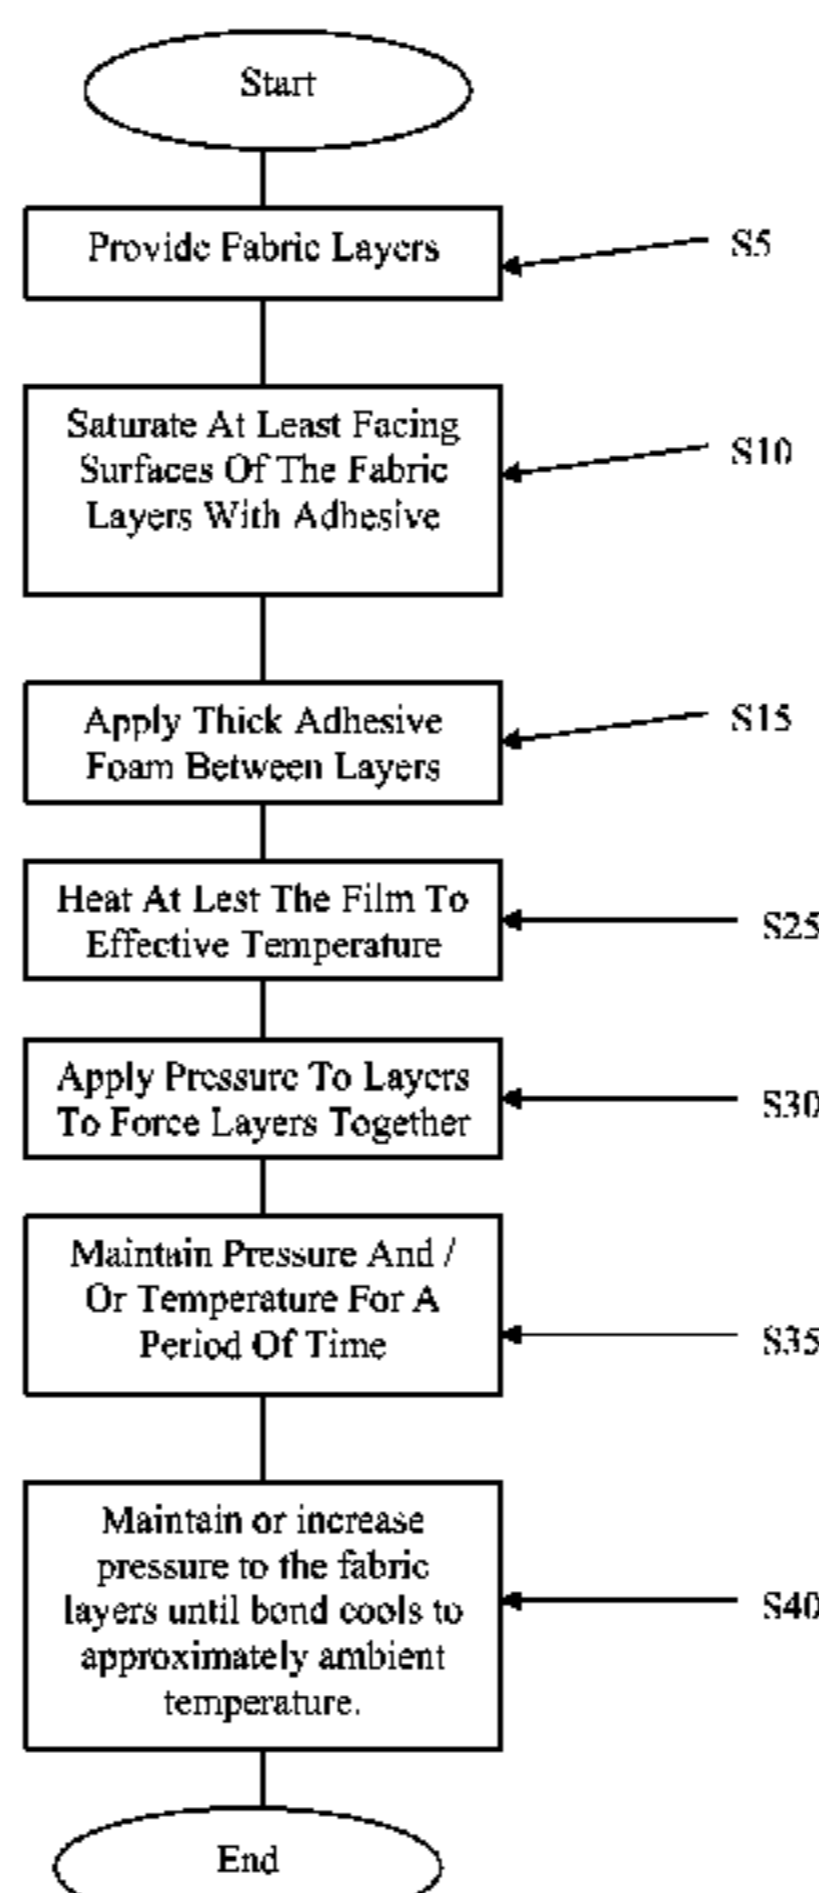 Start
Provide Fabric Layers
S5
Saturate At Least Facing
Surfaces Of The Fabric
Layers With Adhesive
S10
Apply Thick Adhesive
Foam Between Layers
S15
Heat At Lest The Film To
Effective Temperature
S25
Apply Pressure To Layers
To Force Layers Together
S30
Maintain Pressure And /
Or Temperature For A
Period Of Time
S35
Maintain or increase
pressure to the fabric
layers until bond cools to
approximately ambient
temperature.
S40
End